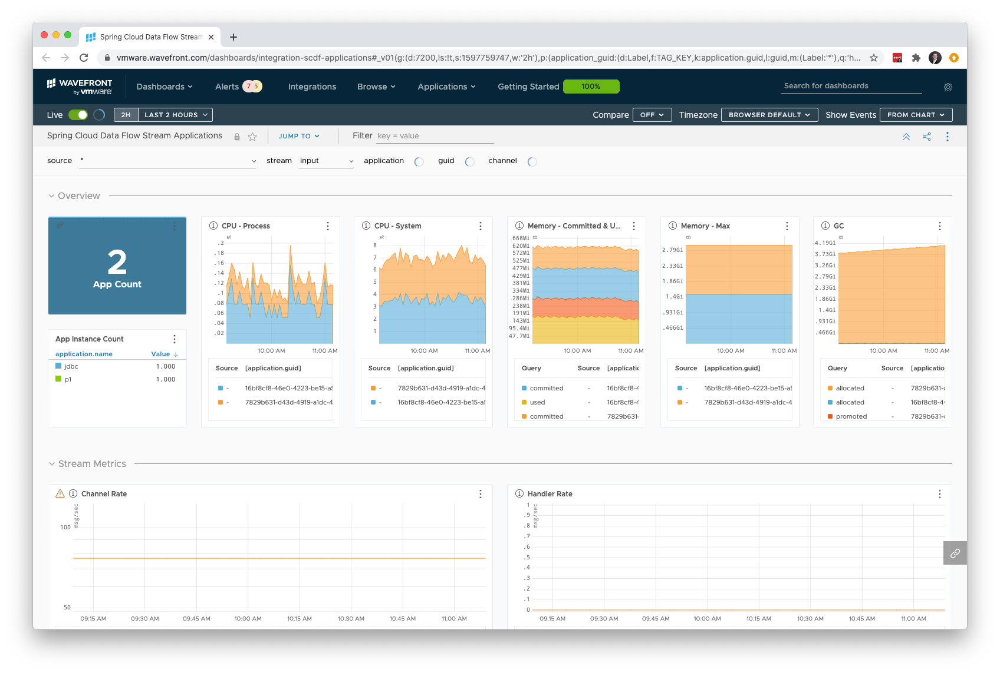 Spring Cloud Data Flow Stream
vmware.wavefront.com/dashboards/integration-scdf-applications#_v01(g:(d:7200,ls:!t,s:1597759747,w:'2h'),p:(application_guid:(d:Label,f:TAG_KEY,k:application.guid,l:guid,m:(Label:'*'),q:'h...
WAVEFRONT
by vmware
Dashboards
Alerts 7 5
Integrations
Browse
Applications
Getting Started 100%
Search for dashboards
Live
2H LAST 2 HOURS
Compare OFF
Timezone BROWSER DEFAULT
Show Events FROM CHART
Spring Cloud Data Flow Stream Applications
JUMP TO
Filter key = value
source *
stream input
application
guid
channel
Overview
2
App Count
App Instance Count
application.name Value ↓
jdbc 1.000
p1 1.000
CPU - Process
.2
.18
.16
.14
.12
.1
.08
.06
.04
.02
10:00 AM 11:00 AM
Source [application.guid]
- 16bf8cf8-46e0-4223-be15-a
- 7829b631-d43d-4919-a1dc-4
CPU - System
8
7
6
5
4
3
2
1
10:00 AM 11:00 AM
Source [application.guid]
- 7829b631-d43d-4919-a1dc-4
- 16bf8cf8-46e0-4223-be15-a
Memory - Committed & U...
B
668Mi
620Mi
572Mi
525Mi
477Mi
429Mi
381Mi
334Mi
286Mi
238Mi
191Mi
143Mi
95.4Mi
47.7Mi
10:00 AM 11:00 AM
Query Source [applicati
committed - 16bf8cf8-4
used - 16bf8cf8-4
committed - 7829b631-
Memory - Max
B
2.79Gi
2.33Gi
1.86Gi
1.4Gi
.931Gi
.466Gi
10:00 AM 11:00 AM
Source [application.guid]
- 16bf8cf8-46e0-4223-be15-a
- 7829b631-d43d-4919-a1dc-4
GC
B
4.19Gi
3.73Gi
3.26Gi
2.79Gi
2.33Gi
1.86Gi
1.4Gi
.931Gi
.466Gi
10:00 AM 11:00 AM
Query Source [applicatio
allocated - 7829b631-
allocated - 16bf8cf8-4
promoted - 7829b631-
Stream Metrics
Channel Rate
msg/sec
100
50
09:15 AM 09:30 AM 09:45 AM 10:00 AM 10:15 AM 10:30 AM 10:45 AM 11:00 AM
Handler Rate
msg/sec
1
.9
.8
.7
.6
.5
.4
.3
.2
.1
0
09:15 AM 09:30 AM 09:45 AM 10:00 AM 10:15 AM 10:30 AM 10:45 AM 11:00 AM